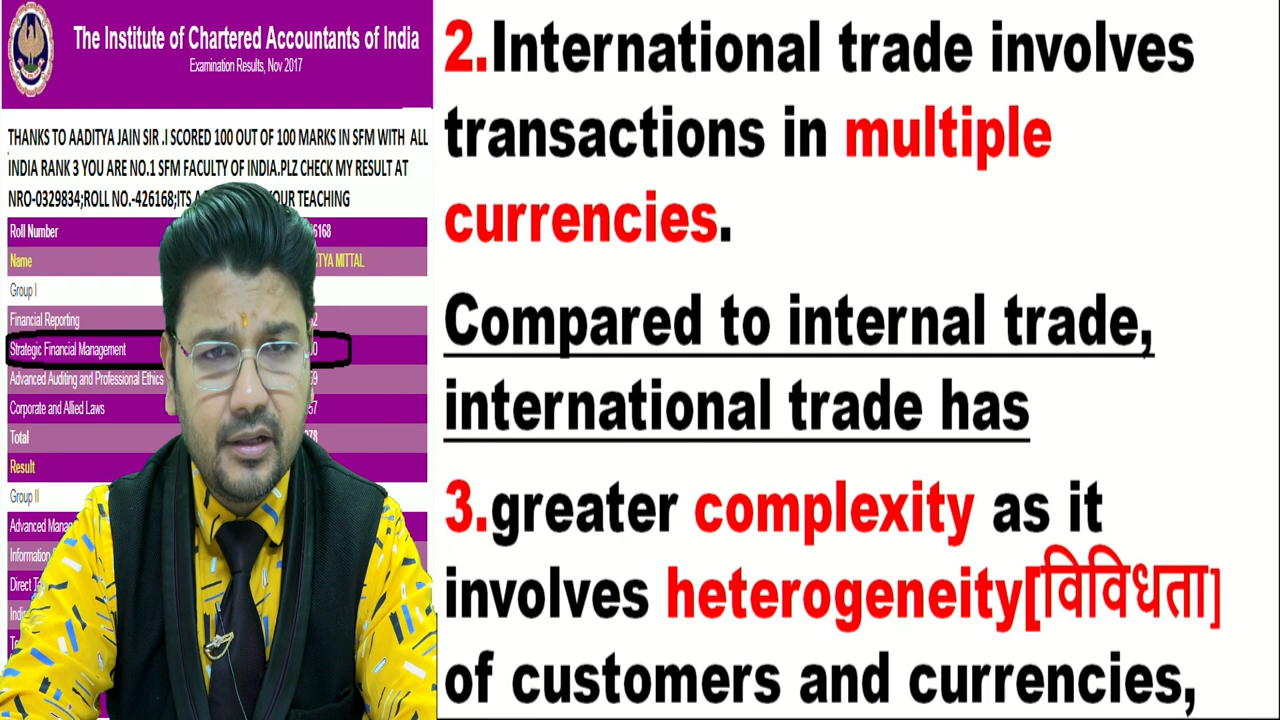 The Institute of Chartered Accountants of India
Examination Results, Nov 2017
THANKS TO AADITYA JAIN SIR .I SCORED 100 OUT OF 100 MARKS IN SFM WITH ALL
INDIA RANK 3 YOU ARE NO.1 SFM FACULTY OF INDIA.PLZ CHECK MY RESULT AT
NRO-0329834;ROLL NO.-426168;ITS TEACHING
Roll Number
Name MITTAL
Group I
Financial Reporting
Strategic Financial Management
Advanced Auditing and Professional Ethics
Corporate and Allied Laws
Total
Result
Group II
Advanced
2.International trade involves
transactions in multiple
currencies.
Compared to internal trade,
international trade has
3.greater complexity as it
involves heterogeneity[विविधता]
of customers and currencies,